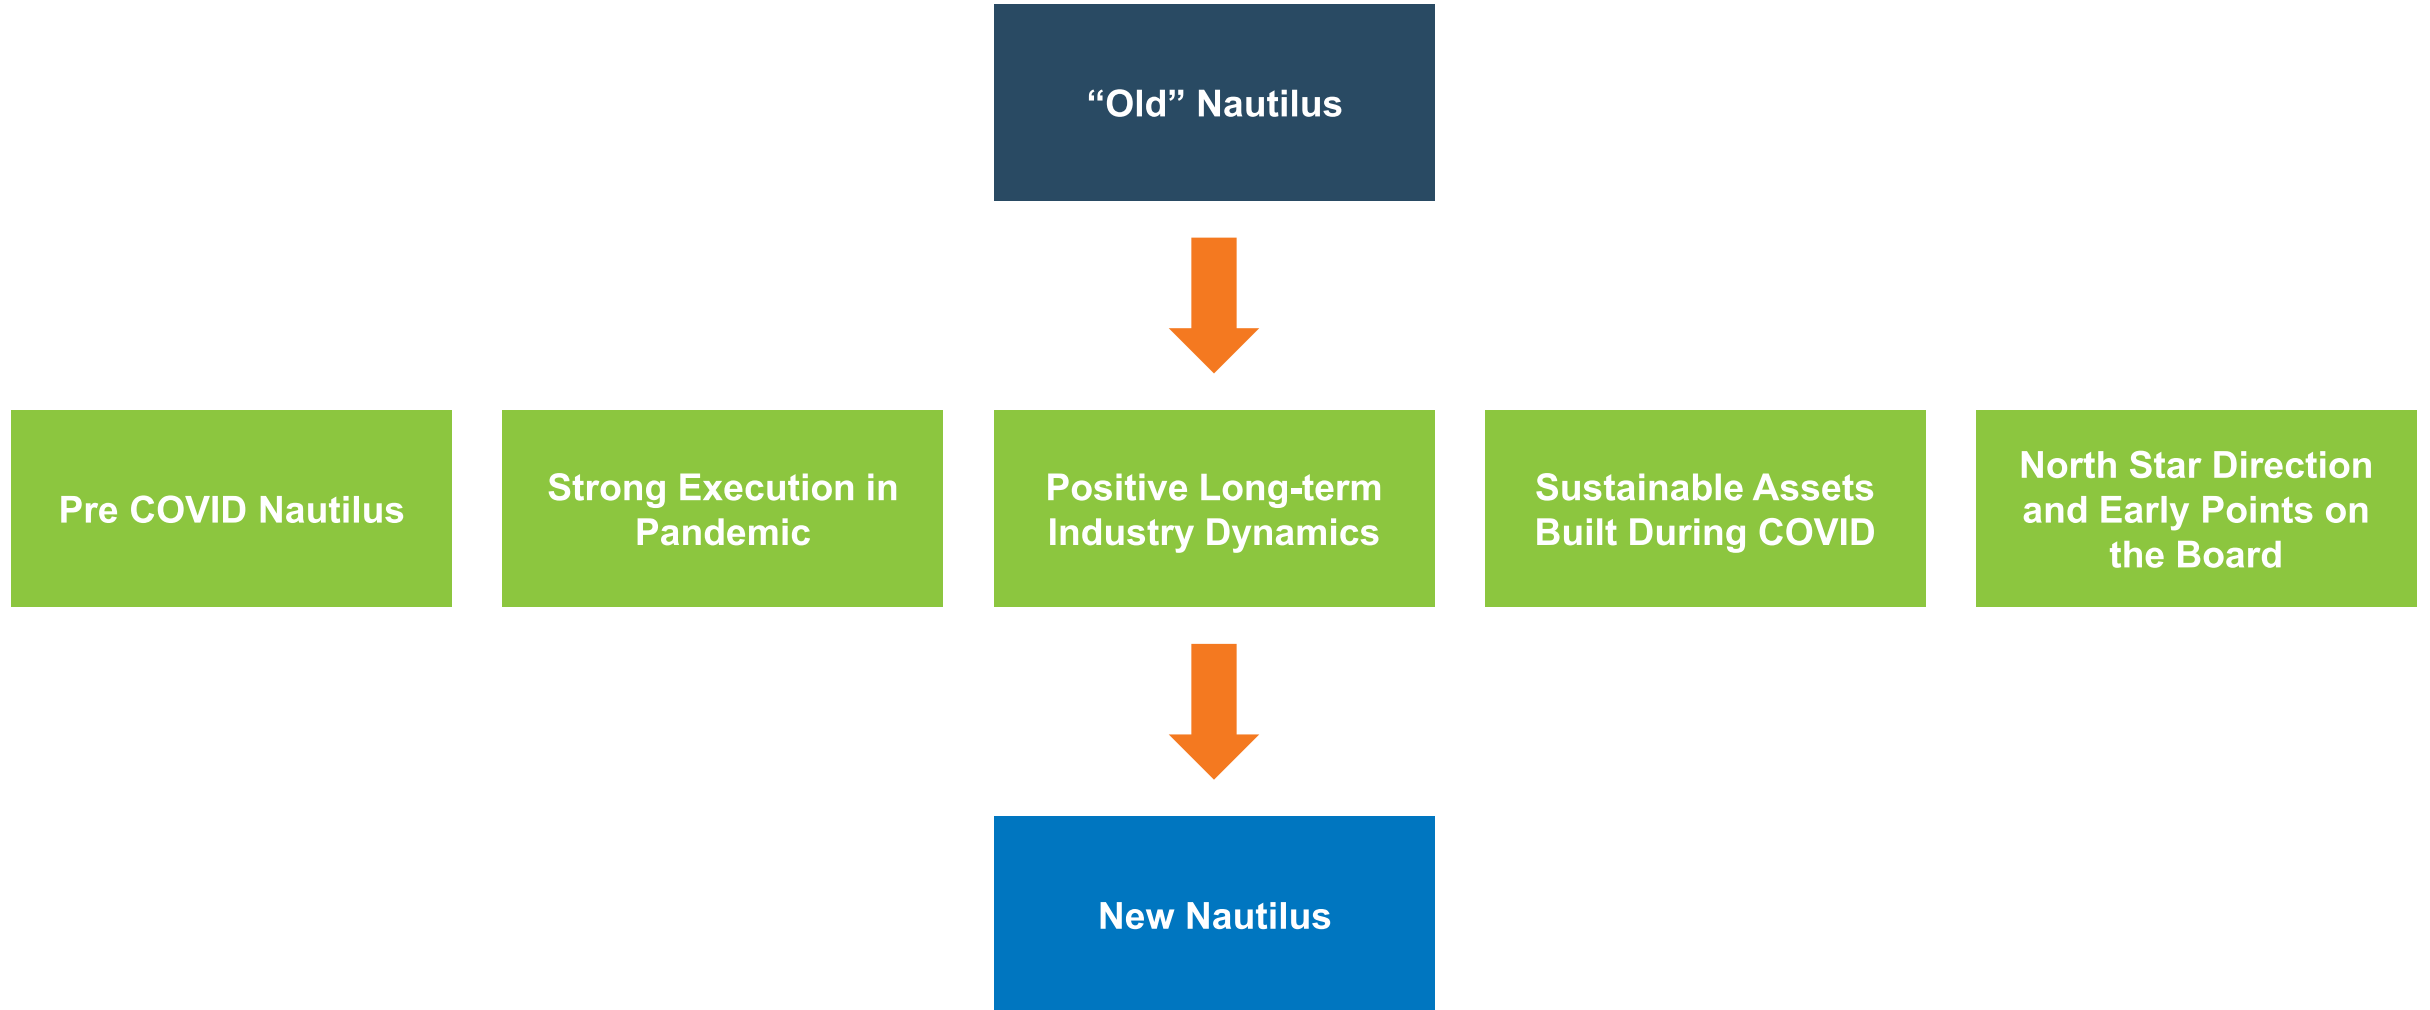 “Old” Nautilus
Pre COVID Nautilus
Strong Execution in
Pandemic
Positive Long-term
Industry Dynamics
Sustainable Assets
Built During COVID
North Star Direction
and Early Points on
the Board
New Nautilus